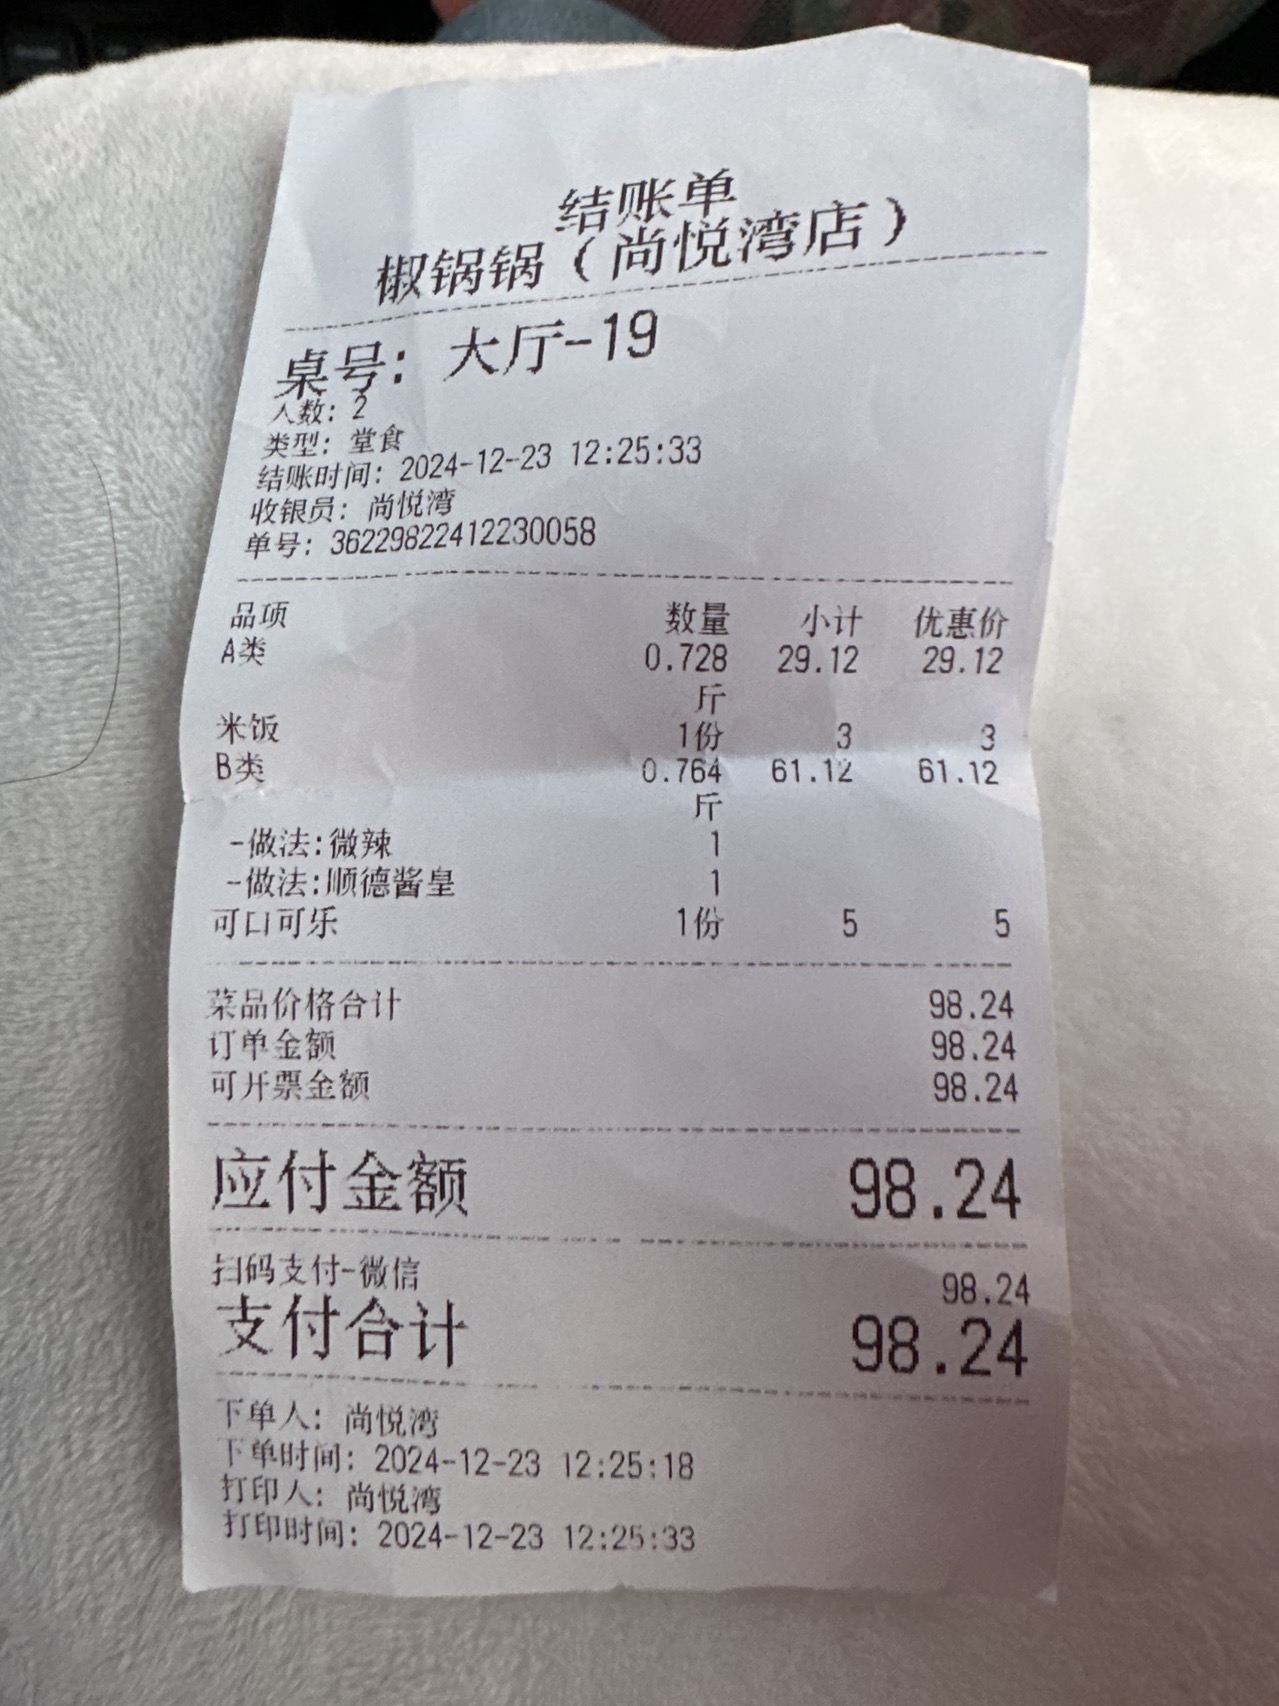 结账单
椒锅锅（尚悦湾店）
桌号：大厅-19
人数：2
类型：堂食
结账时间：2024-12-23 12:25:33
收银员：尚悦湾
单号：36229822412230058
品项 数量 小计 优惠价
A类 0.728 29.12 29.12
斤
米饭 1份 3 3
B类 0.764 61.12 61.12
斤
-做法:微辣 1
-做法:顺德酱皇 1
可口可乐 1份 5 5
菜品价格合计 98.24
订单金额 98.24
可开票金额 98.24
应付金额 98.24
扫码支付-微信 98.24
支付合计 98.24
下单人：尚悦湾
下单时间：2024-12-23 12:25:18
打印人：尚悦湾
打印时间：2024-12-23 12:25:33